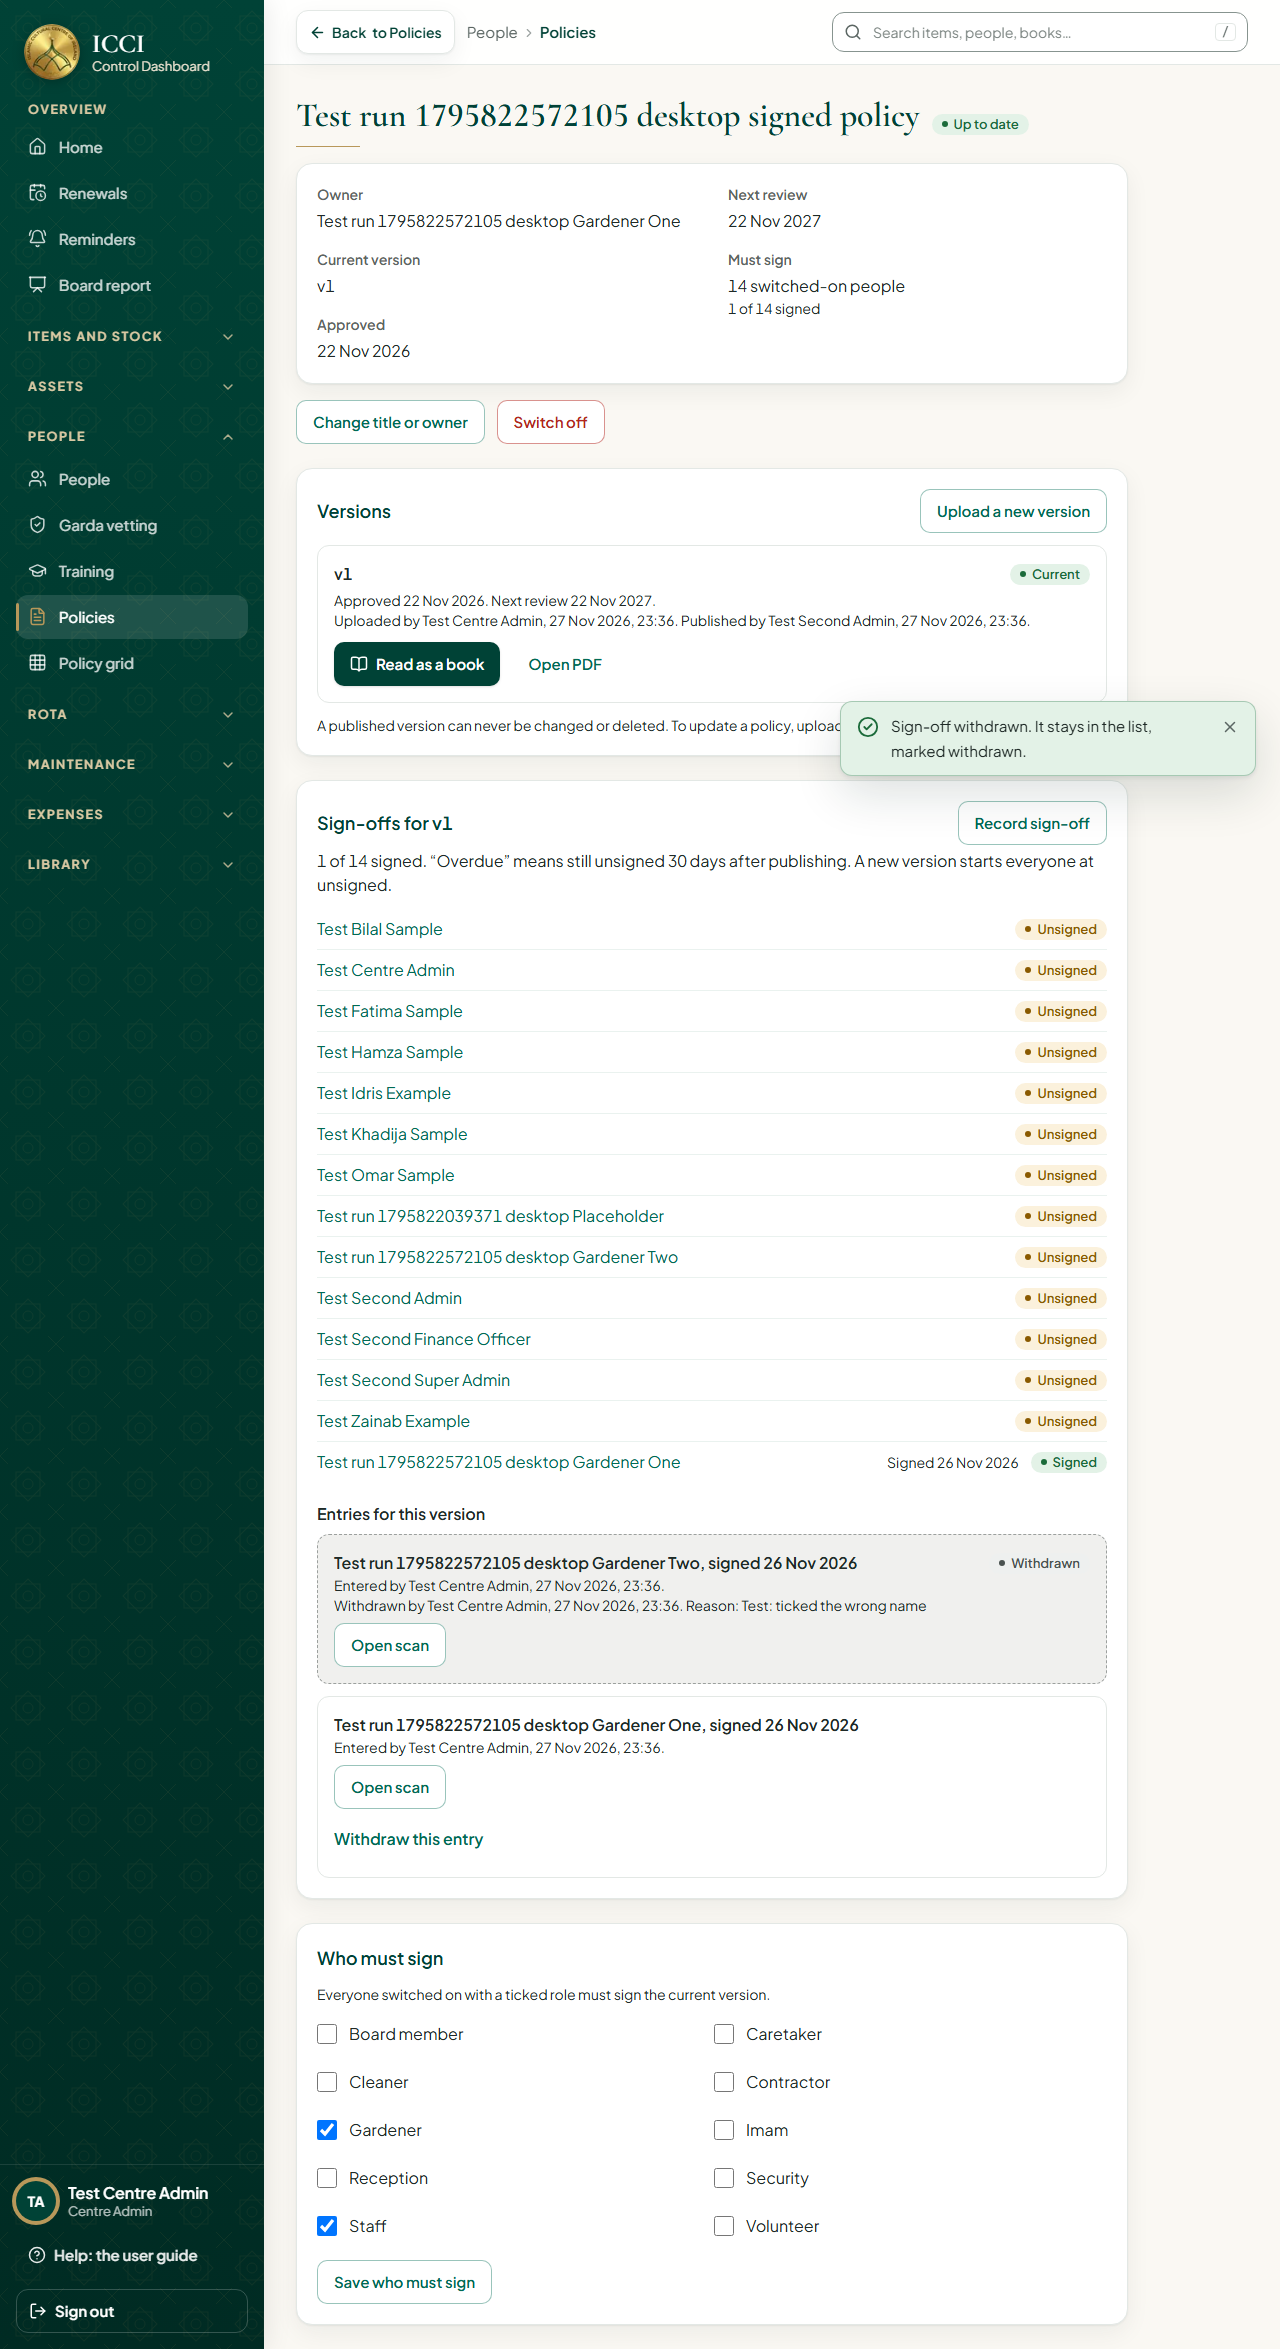 ICCI
Control Dashboard
OVERVIEW
Home
Renewals
Reminders
Board report
ITEMS AND STOCK
ASSETS
PEOPLE
People
Garda vetting
Training
Policies
Policy grid
ROTA
MAINTENANCE
EXPENSES
LIBRARY
TA
Test Centre Admin
Centre Admin
Help: the user guide
Sign out
Back to Policies
People
Policies
Search items, people, books...
/
Test run 1795822572105 desktop signed policy
Up to date
Owner
Test run 1795822572105 desktop Gardener One
Current version
v1
Approved
22 Nov 2026
Next review
22 Nov 2027
Must sign
14 switched-on people
1 of 14 signed
Change title or owner
Switch off
Versions
Upload a new version
v1
Current
Approved 22 Nov 2026. Next review 22 Nov 2027.
Uploaded by Test Centre Admin, 27 Nov 2026, 23:36. Published by Test Second Admin, 27 Nov 2026, 23:36.
Read as a book
Open PDF
A published version can never be changed or deleted. To update a policy, upload
Sign-off withdrawn. It stays in the list,
marked withdrawn.
Sign-offs for v1
Record sign-off
1 of 14 signed. “Overdue” means still unsigned 30 days after publishing. A new version starts everyone at
unsigned.
Test Bilal Sample
Unsigned
Test Centre Admin
Unsigned
Test Fatima Sample
Unsigned
Test Hamza Sample
Unsigned
Test Idris Example
Unsigned
Test Khadija Sample
Unsigned
Test Omar Sample
Unsigned
Test run 1795822039371 desktop Placeholder
Unsigned
Test run 1795822572105 desktop Gardener Two
Unsigned
Test Second Admin
Unsigned
Test Second Finance Officer
Unsigned
Test Second Super Admin
Unsigned
Test Zainab Example
Unsigned
Test run 1795822572105 desktop Gardener One
Signed 26 Nov 2026
Signed
Entries for this version
Test run 1795822572105 desktop Gardener Two, signed 26 Nov 2026
Withdrawn
Entered by Test Centre Admin, 27 Nov 2026, 23:36.
Withdrawn by Test Centre Admin, 27 Nov 2026, 23:36. Reason: Test: ticked the wrong name
Open scan
Test run 1795822572105 desktop Gardener One, signed 26 Nov 2026
Entered by Test Centre Admin, 27 Nov 2026, 23:36.
Open scan
Withdraw this entry
Who must sign
Everyone switched on with a ticked role must sign the current version.
Board member
Caretaker
Cleaner
Contractor
Gardener
Imam
Reception
Security
Staff
Volunteer
Save who must sign